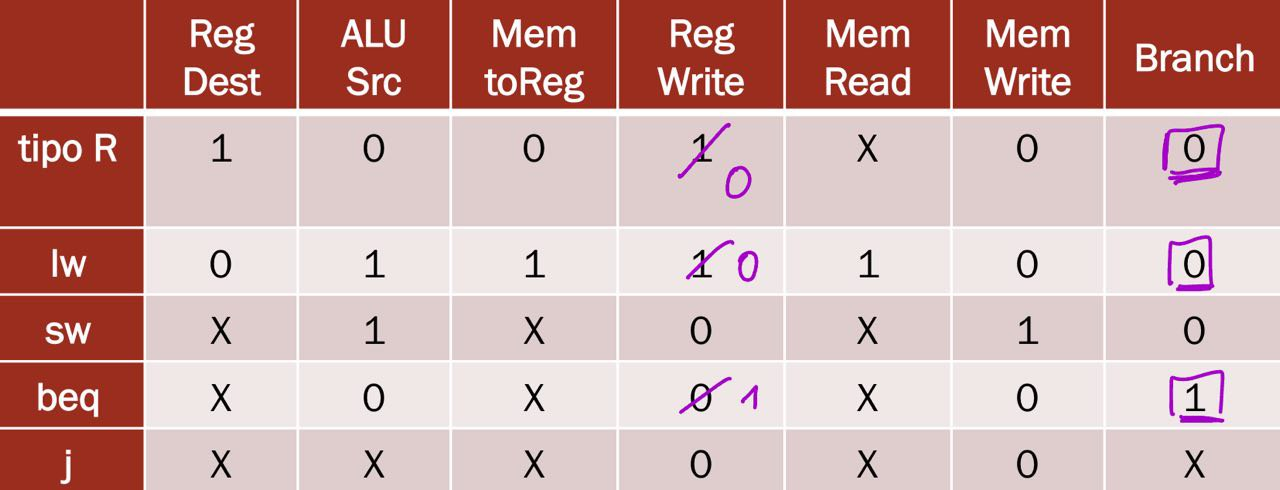 Reg Dest ALU Src Mem toReg Reg Write Mem Read Mem Write Branch
tipo R 1 0 0 1 0 X 0 0
lw 0 1 1 1 0 1 0 0
sw X 1 X 0 X 1 0
beq X 0 X 0 1 X 0 1
j X X X 0 X 0 X